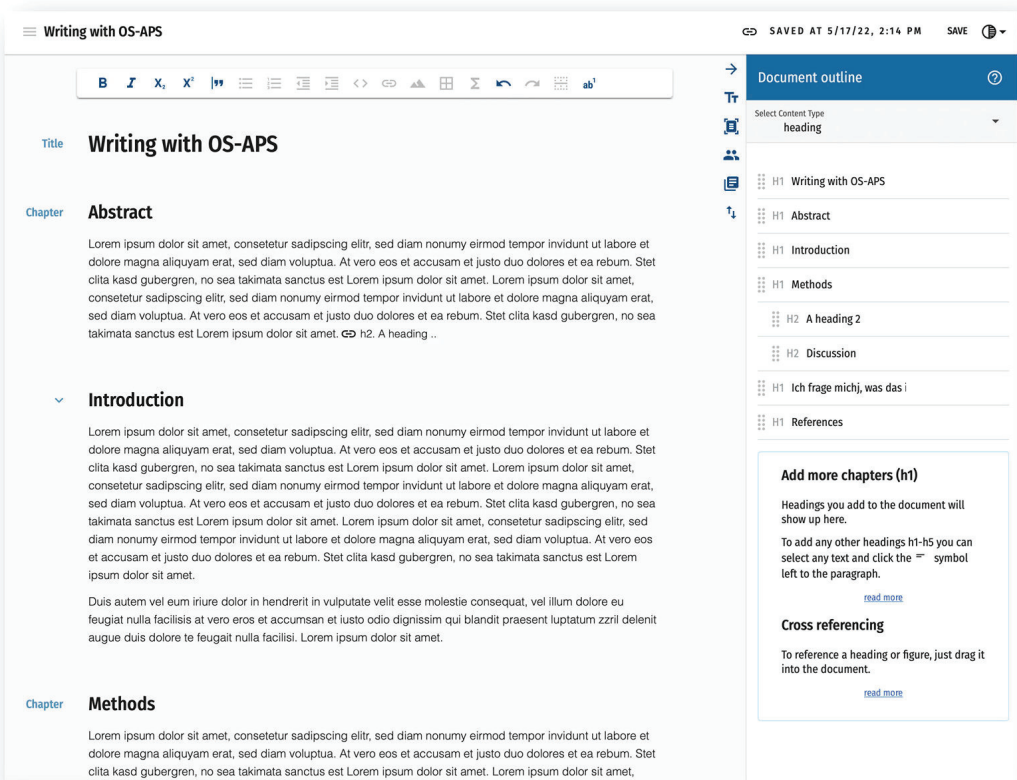 Writing with OS-APS
SAVED AT 5/17/22, 2:14 PM
SAVE
B I X₂ X² ab¹
Title
Writing with OS-APS
Chapter
Abstract
Lorem ipsum dolor sit amet, consetetur sadipscing elitr, sed diam nonumy eirmod tempor invidunt ut labore et
dolore magna aliquyam erat, sed diam voluptua. At vero eos et accusam et justo duo dolores et ea rebum. Stet
clita kasd gubergren, no sea takimata sanctus est Lorem ipsum dolor sit amet. Lorem ipsum dolor sit amet,
consetetur sadipscing elitr, sed diam nonumy eirmod tempor invidunt ut labore et dolore magna aliquyam erat,
sed diam voluptua. At vero eos et accusam et justo duo dolores et ea rebum. Stet clita kasd gubergren, no sea
takimata sanctus est Lorem ipsum dolor sit amet. h2. A heading ..
Introduction
Lorem ipsum dolor sit amet, consetetur sadipscing elitr, sed diam nonumy eirmod tempor invidunt ut labore et
dolore magna aliquyam erat, sed diam voluptua. At vero eos et accusam et justo duo dolores et ea rebum. Stet
clita kasd gubergren, no sea takimata sanctus est Lorem ipsum dolor sit amet. Lorem ipsum dolor sit amet,
consetetur sadipscing elitr, sed diam nonumy eirmod tempor invidunt ut labore et dolore magna aliquyam erat,
sed diam voluptua. At vero eos et accusam et justo duo dolores et ea rebum. Stet clita kasd gubergren, no sea
takimata sanctus est Lorem ipsum dolor sit amet. Lorem ipsum dolor sit amet, consetetur sadipscing elitr, sed
diam nonumy eirmod tempor invidunt ut labore et dolore magna aliquyam erat, sed diam voluptua. At vero eos
et accusam et justo duo dolores et ea rebum. Stet clita kasd gubergren, no sea takimata sanctus est Lorem
ipsum dolor sit amet.
Duis autem vel eum iriure dolor in hendrerit in vulputate velit esse molestie consequat, vel illum dolore eu
feugiat nulla facilisis at vero eros et accumsan et iusto odio dignissim qui blandit praesent luptatum zzril delenit
augue duis dolore te feugait nulla facilisi. Lorem ipsum dolor sit amet.
Chapter
Methods
Lorem ipsum dolor sit amet, consetetur sadipscing elitr, sed diam nonumy eirmod tempor invidunt ut labore et
dolore magna aliquyam erat, sed diam voluptua. At vero eos et accusam et justo duo dolores et ea rebum. Stet
clita kasd gubergren, no sea takimata sanctus est Lorem ipsum dolor sit amet. Lorem ipsum dolor sit amet,
Document outline
Select Content Type
heading
H1 Writing with OS-APS
H1 Abstract
H1 Introduction
H1 Methods
H2 A heading 2
H2 Discussion
H1 Ich frage michj, was das i
H1 References
Add more chapters (h1)
Headings you add to the document will
show up here.
To add any other headings h1-h5 you can
select any text and click the symbol
left to the paragraph.
read more
Cross referencing
To reference a heading or figure, just drag it
into the document.
read more